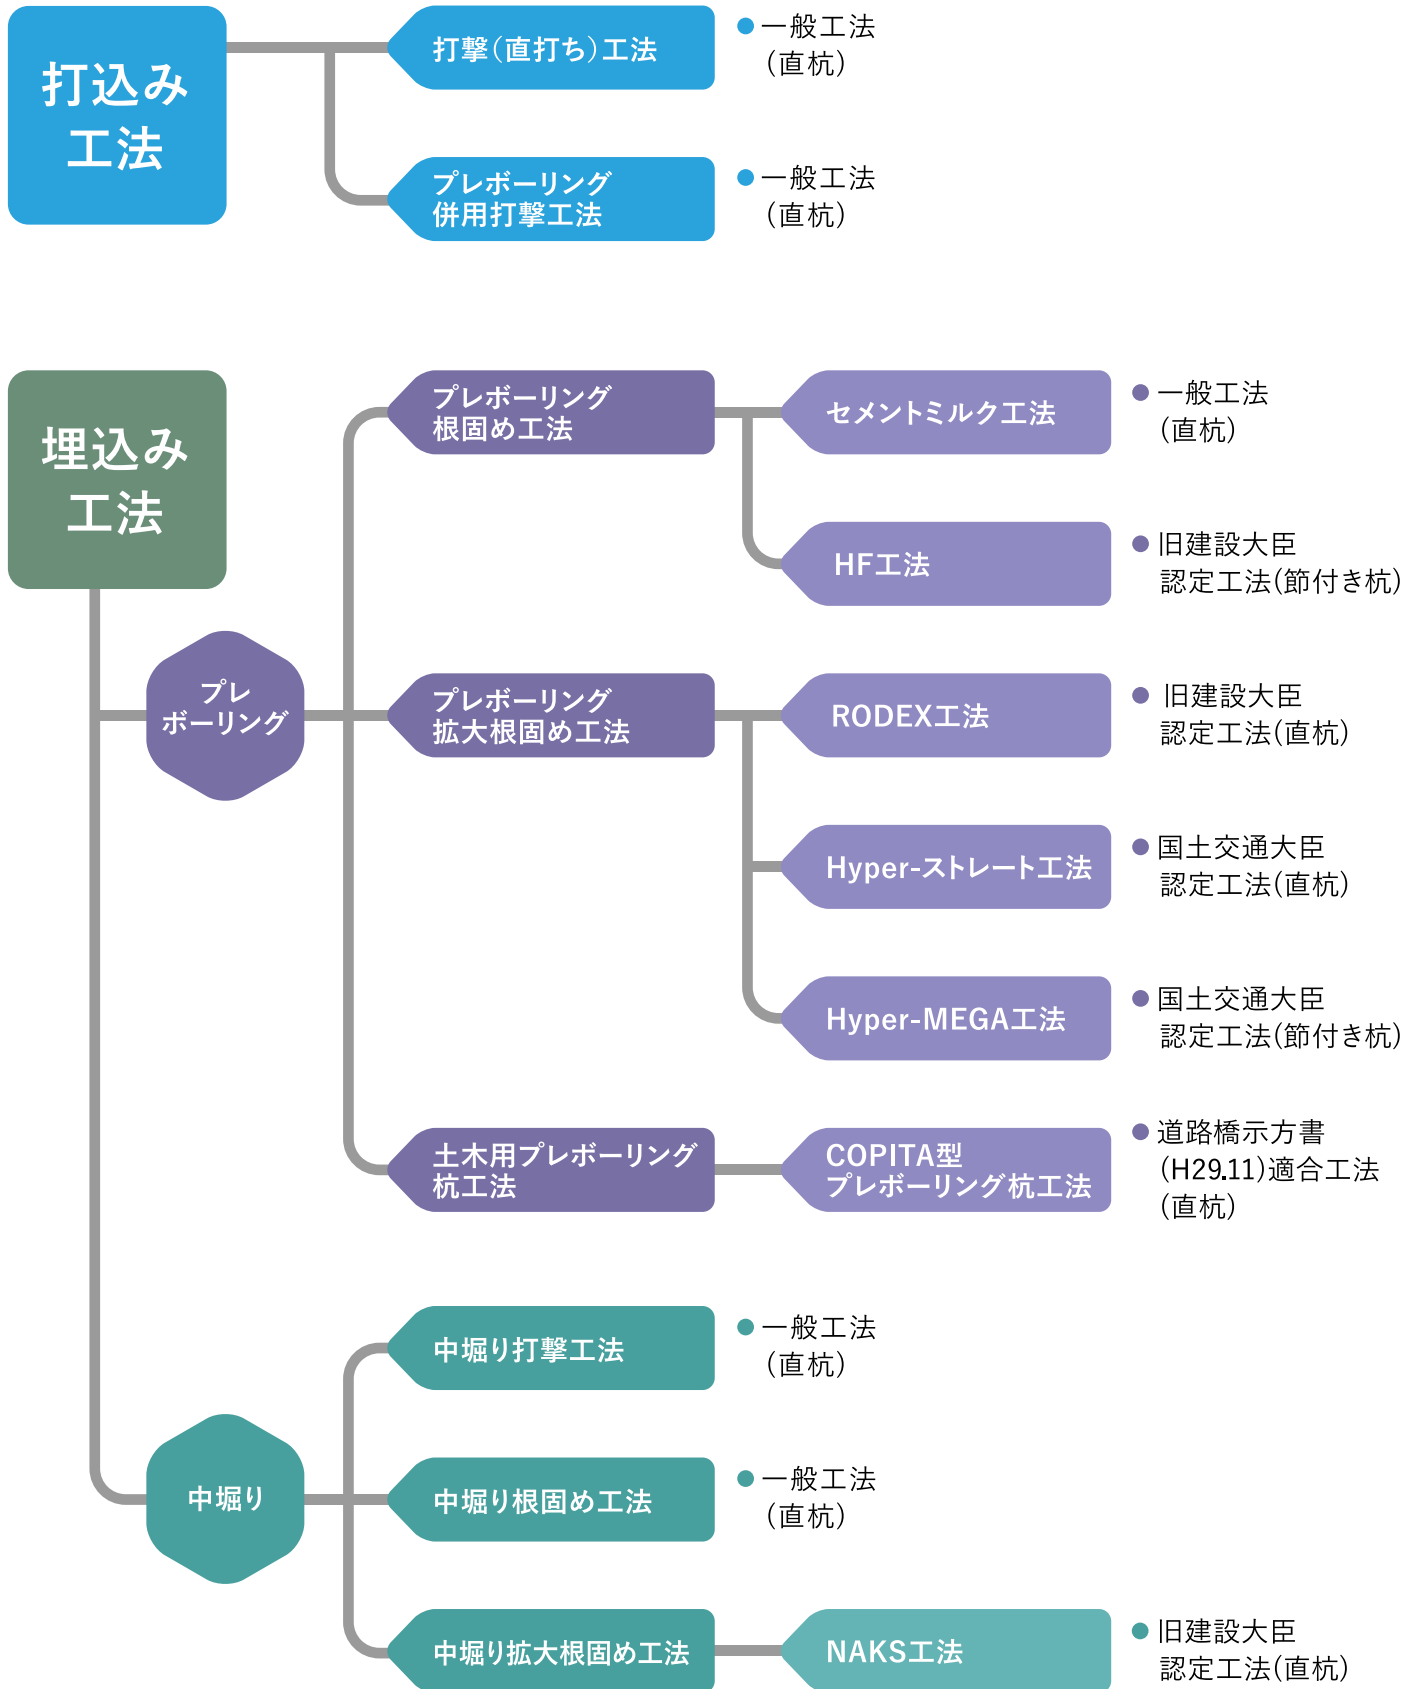 打込み
工法
打撃(直打ち)工法
●一般工法
(直杭)
プレボーリング
併用打撃工法
●一般工法
(直杭)
埋込み
工法
プレ
ボーリング
プレボーリング
根固め工法
セメントミルク工法
●一般工法
(直杭)
HF工法
●旧建設大臣
認定工法(節付き杭)
プレボーリング
拡大根固め工法
RODEX工法
●旧建設大臣
認定工法(直杭)
Hyper-ストレート工法
●国土交通大臣
認定工法(直杭)
Hyper-MEGA工法
●国土交通大臣
認定工法(節付き杭)
土木用プレボーリング
杭工法
COPITA型
プレボーリング杭工法
●道路橋示方書
(H29.11)適合工法
(直杭)
中堀り
中堀り打撃工法
●一般工法
(直杭)
中堀り根固め工法
●一般工法
(直杭)
中堀り拡大根固め工法
NAKS工法
●旧建設大臣
認定工法(直杭)